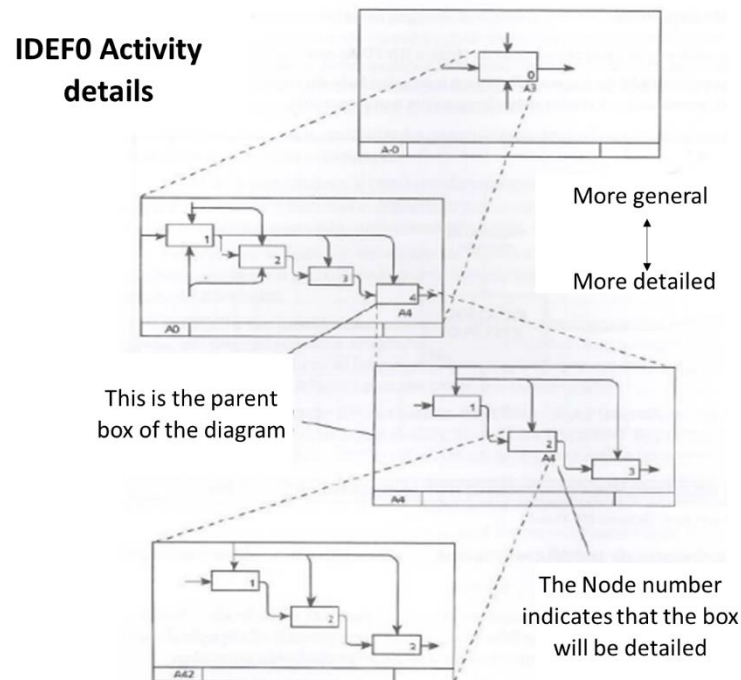 IDEF0 Activity
details
0
A3
A-0
More general
More detailed
1
2
3
4
A4
A0
This is the parent
box of the diagram
1
2
A4
3
A4
The Node number
indicates that the box
will be detailed
1
2
3
A42